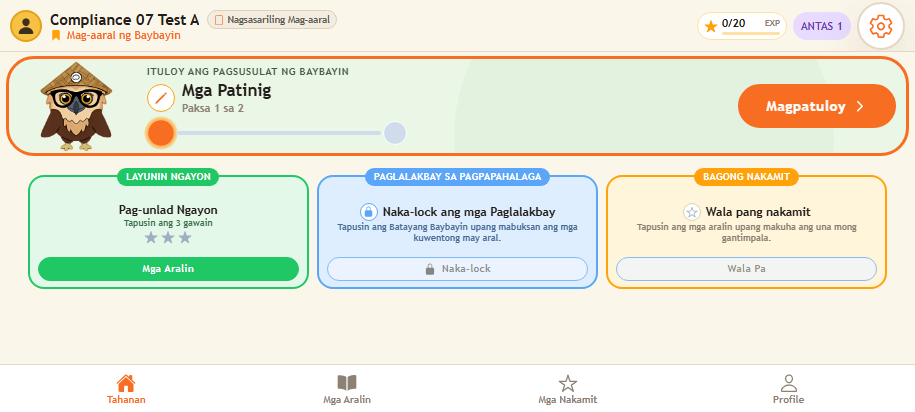 Compliance 07 Test A
Nagsasariling Mag-aaral
Mag-aaral ng Baybayin
0/20
EXP
ANTAS 1
ITULOY ANG PAGSUSULAT NG BAYBAYIN
Mga Patinig
Paksa 1 sa 2
Magpatuloy
LAYUNIN NGAYON
Pag-unlad Ngayon
Tapusin ang 3 gawain
Mga Aralin
PAGLALAKBAY SA PAGPAPAHALAGA
Naka-lock ang mga Paglalakbay
Tapusin ang Batayang Baybayin upang mabuksan ang mga
kuwentong may aral.
Naka-lock
BAGONG NAKAMIT
Wala pang nakamit
Tapusin ang mga aralin upang makuha ang una mong
gantimpala.
Wala Pa
Tahanan
Mga Aralin
Mga Nakamit
Profile